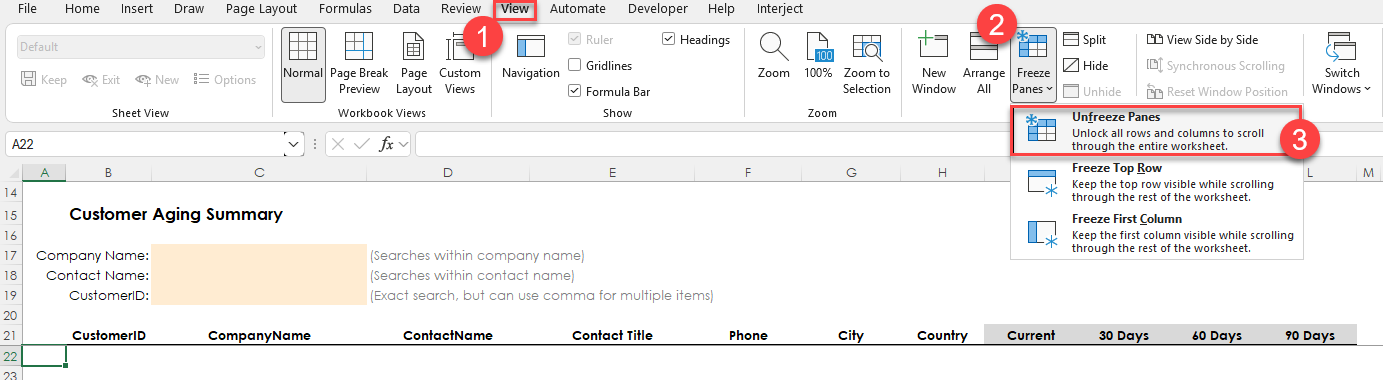 File Home Insert Draw Page Layout Formulas Data Review View Automate Developer Help Interject
1 2
Default
Keep Exit New Options
Sheet View
Normal
Page Break
Preview
Page
Layout
Custom
Views
Workbook Views
Navigation
Ruler
Gridlines
Formula Bar
Headings
Show
Zoom
100
100%
Zoom to
Selection
Zoom
New
Window
Arrange
All
Freeze
Panes
Split
Hide
Unhide
View Side by Side
Synchronous Scrolling
Reset Window Position
Switch
Windows
Unfreeze Panes
Unlock all rows and columns to scroll
through the entire worksheet.
3
Freeze Top Row
Keep the top row visible while scrolling
through the rest of the worksheet.
Freeze First Column
Keep the first column visible while scrolling
through the rest of the worksheet.
A22 fx
A B C D E F G H L M
14
15 Customer Aging Summary
16
17 Company Name: (Searches within company name)
18 Contact Name: (Searches within contact name)
19 CustomerID: (Exact search, but can use comma for multiple items)
20
21 CustomerID CompanyName ContactName Contact Title Phone City Country Current 30 Days 60 Days 90 Days
22
23